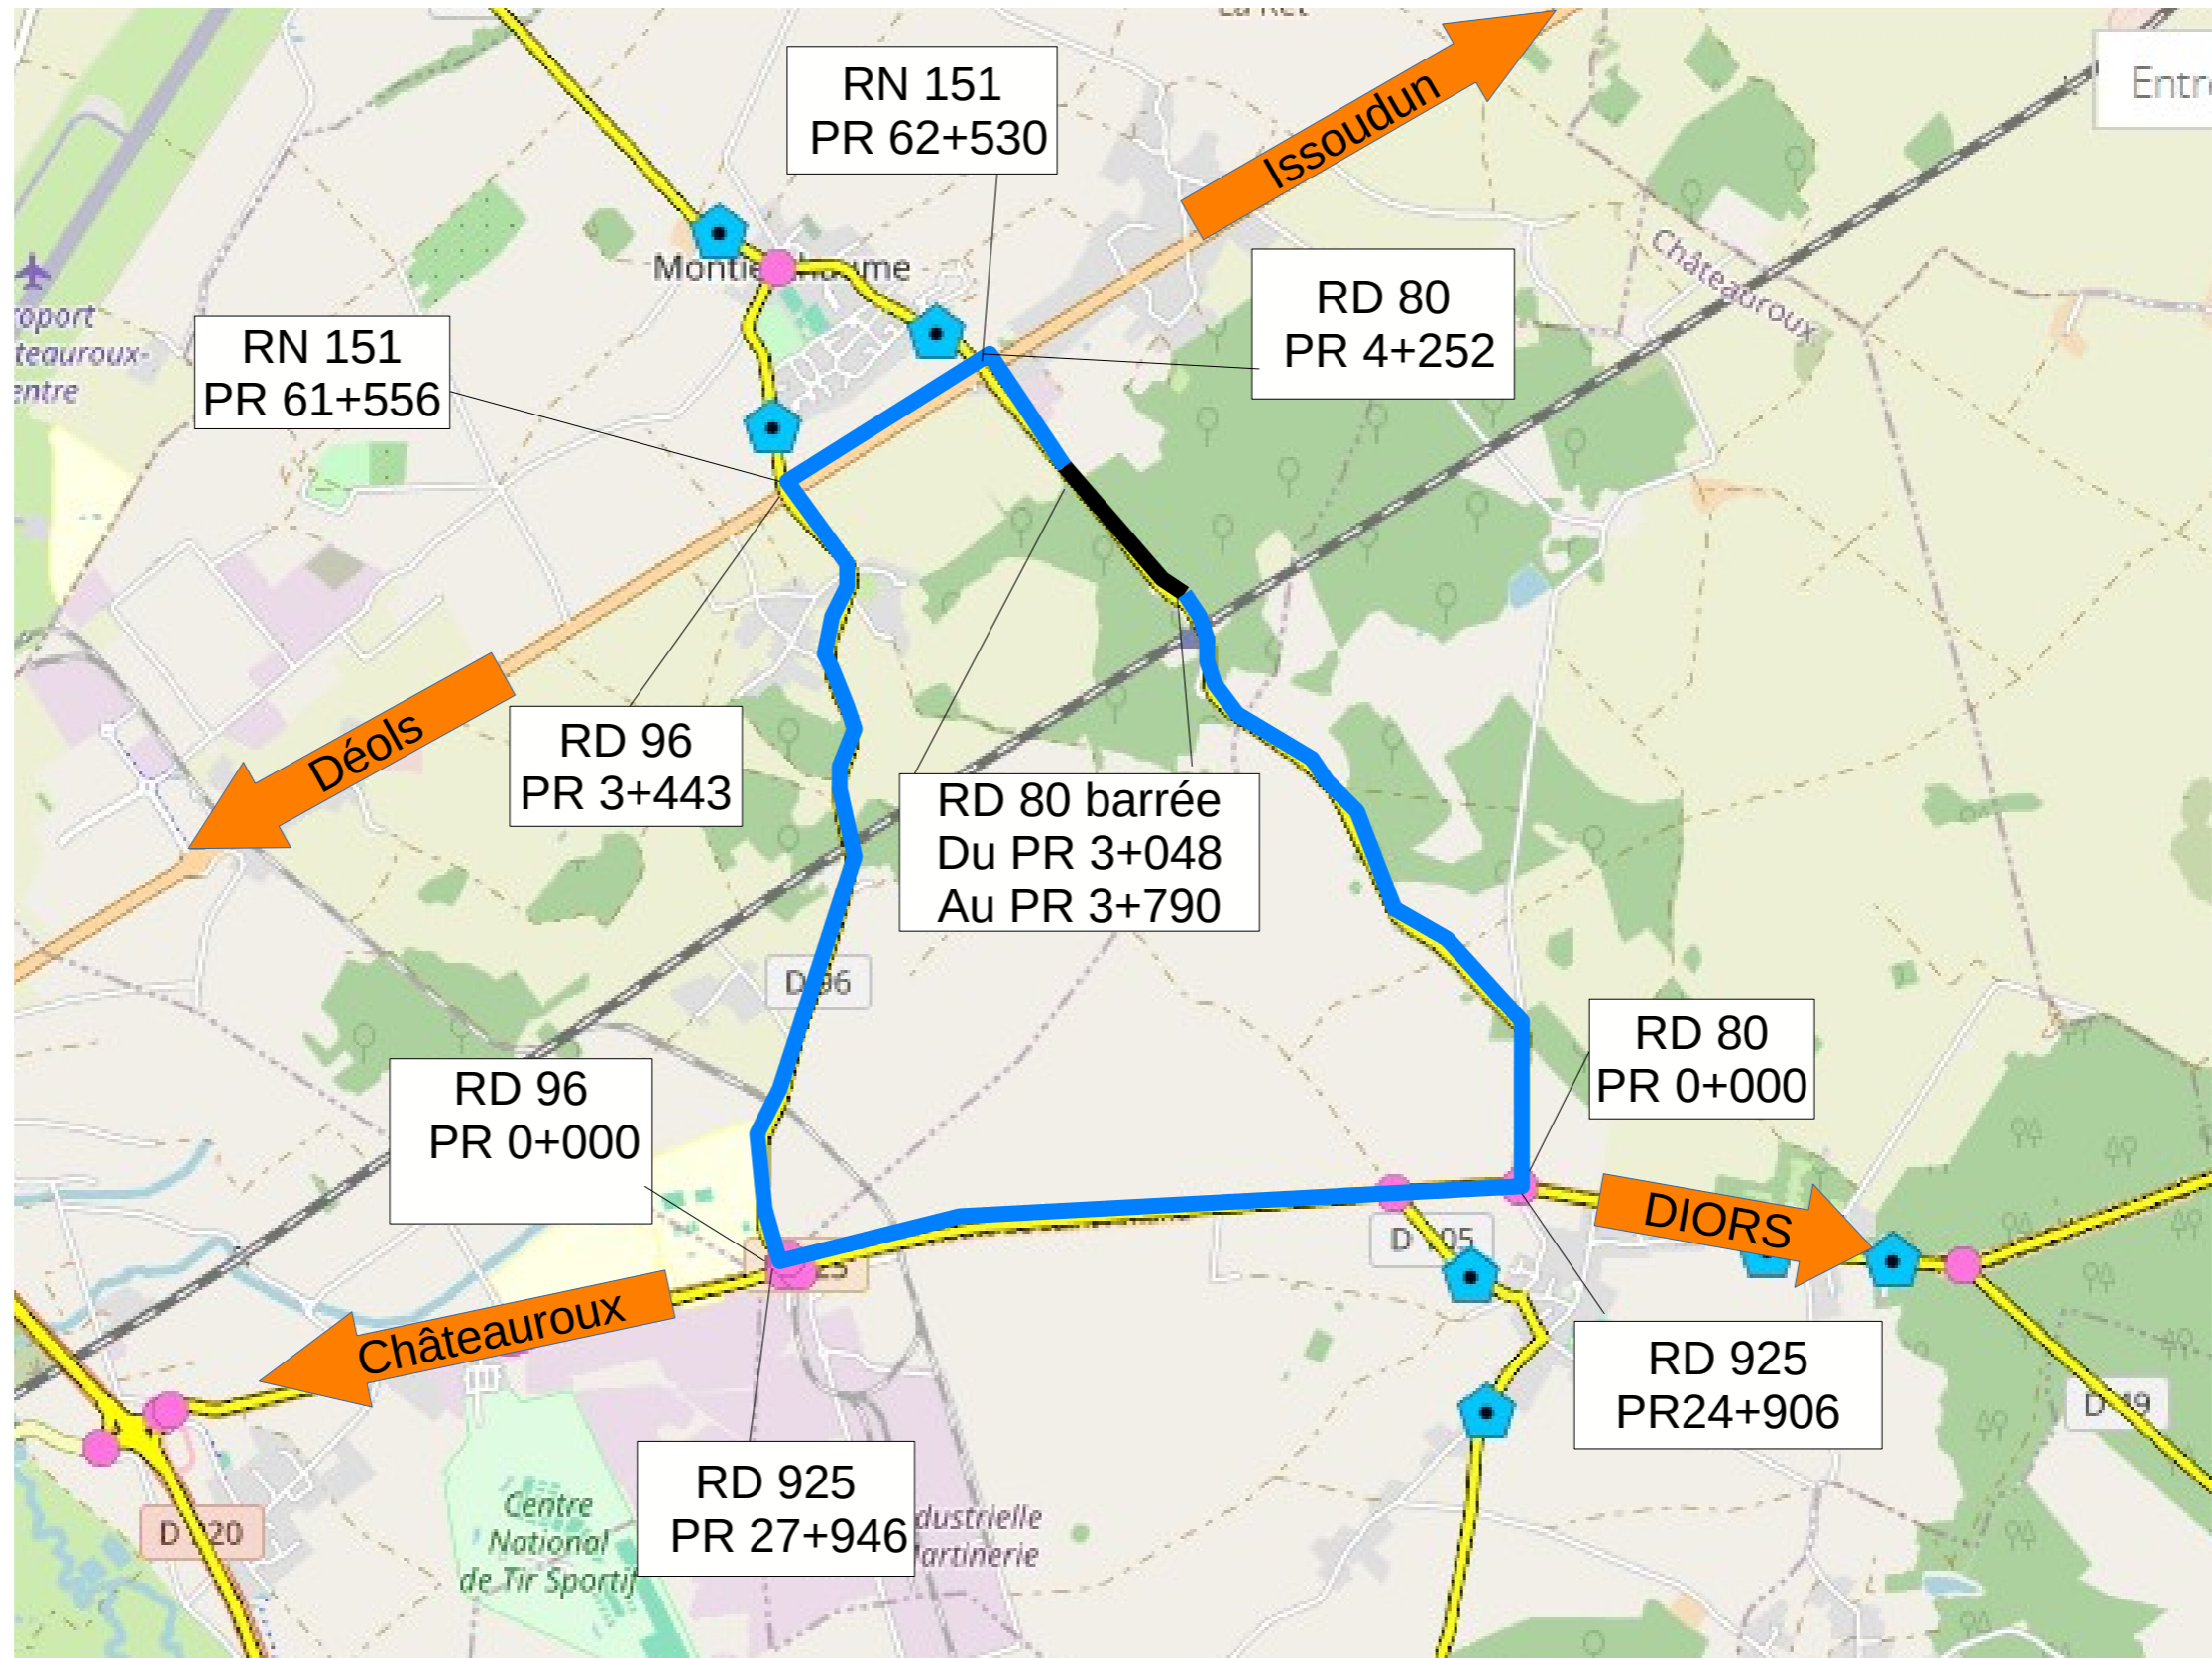 RN 151
PR 62+530
Issoudun
Châteauroux
RD 80
PR 4+252
RN 151
PR 61+556
Déols
RD 96
PR 3+443
RD 80 barrée
Du PR 3+048
Au PR 3+790
RD 80
PR 0+000
RD 96
PR 0+000
DIORS
Châteauroux
RD 925
PR24+906
RD 925
PR 27+946
Centre
National
de Tir Sportif